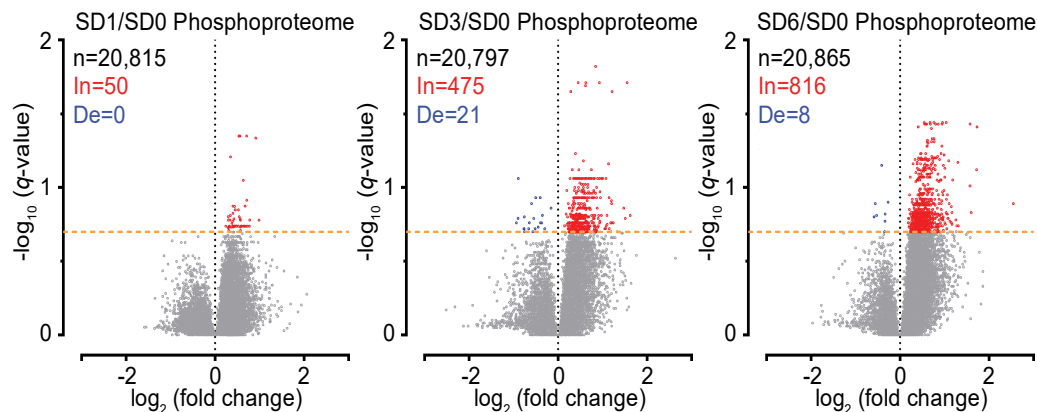 SD1/SD0 Phosphoproteome
2
n=20,815
In=50
De=0
1
0
-log10 (q-value)
-2
0
2
log2 (fold change)
SD3/SD0 Phosphoproteome
2
n=20,797
In=475
De=21
1
0
-log10 (q-value)
-2
0
2
log2 (fold change)
SD6/SD0 Phosphoproteome
2
n=20,865
In=816
De=8
1
0
-log10 (q-value)
-2
0
2
log2 (fold change)